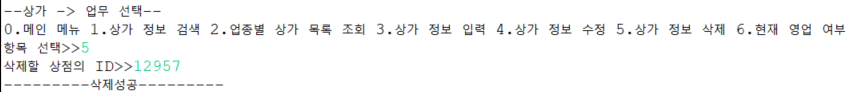 --상가 -> 업무 선택--
0.메인 메뉴 1.상가 정보 검색 2.업종별 상가 목록 조회 3.상가 정보 입력 4.상가 정보 수정 5.상가 정보 삭제 6.현재 영업 여부
항목 선택>>5
삭제할 상점의 ID>>12957
---------삭제성공---------